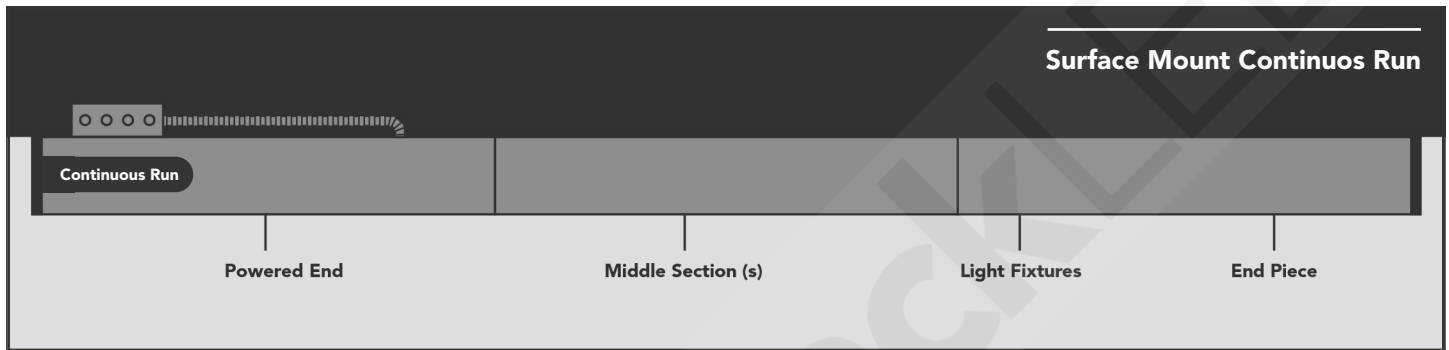 Surface Mount Continuos Run
Continuous Run
Powered End
Middle Section (s)
Light Fixtures
End Piece